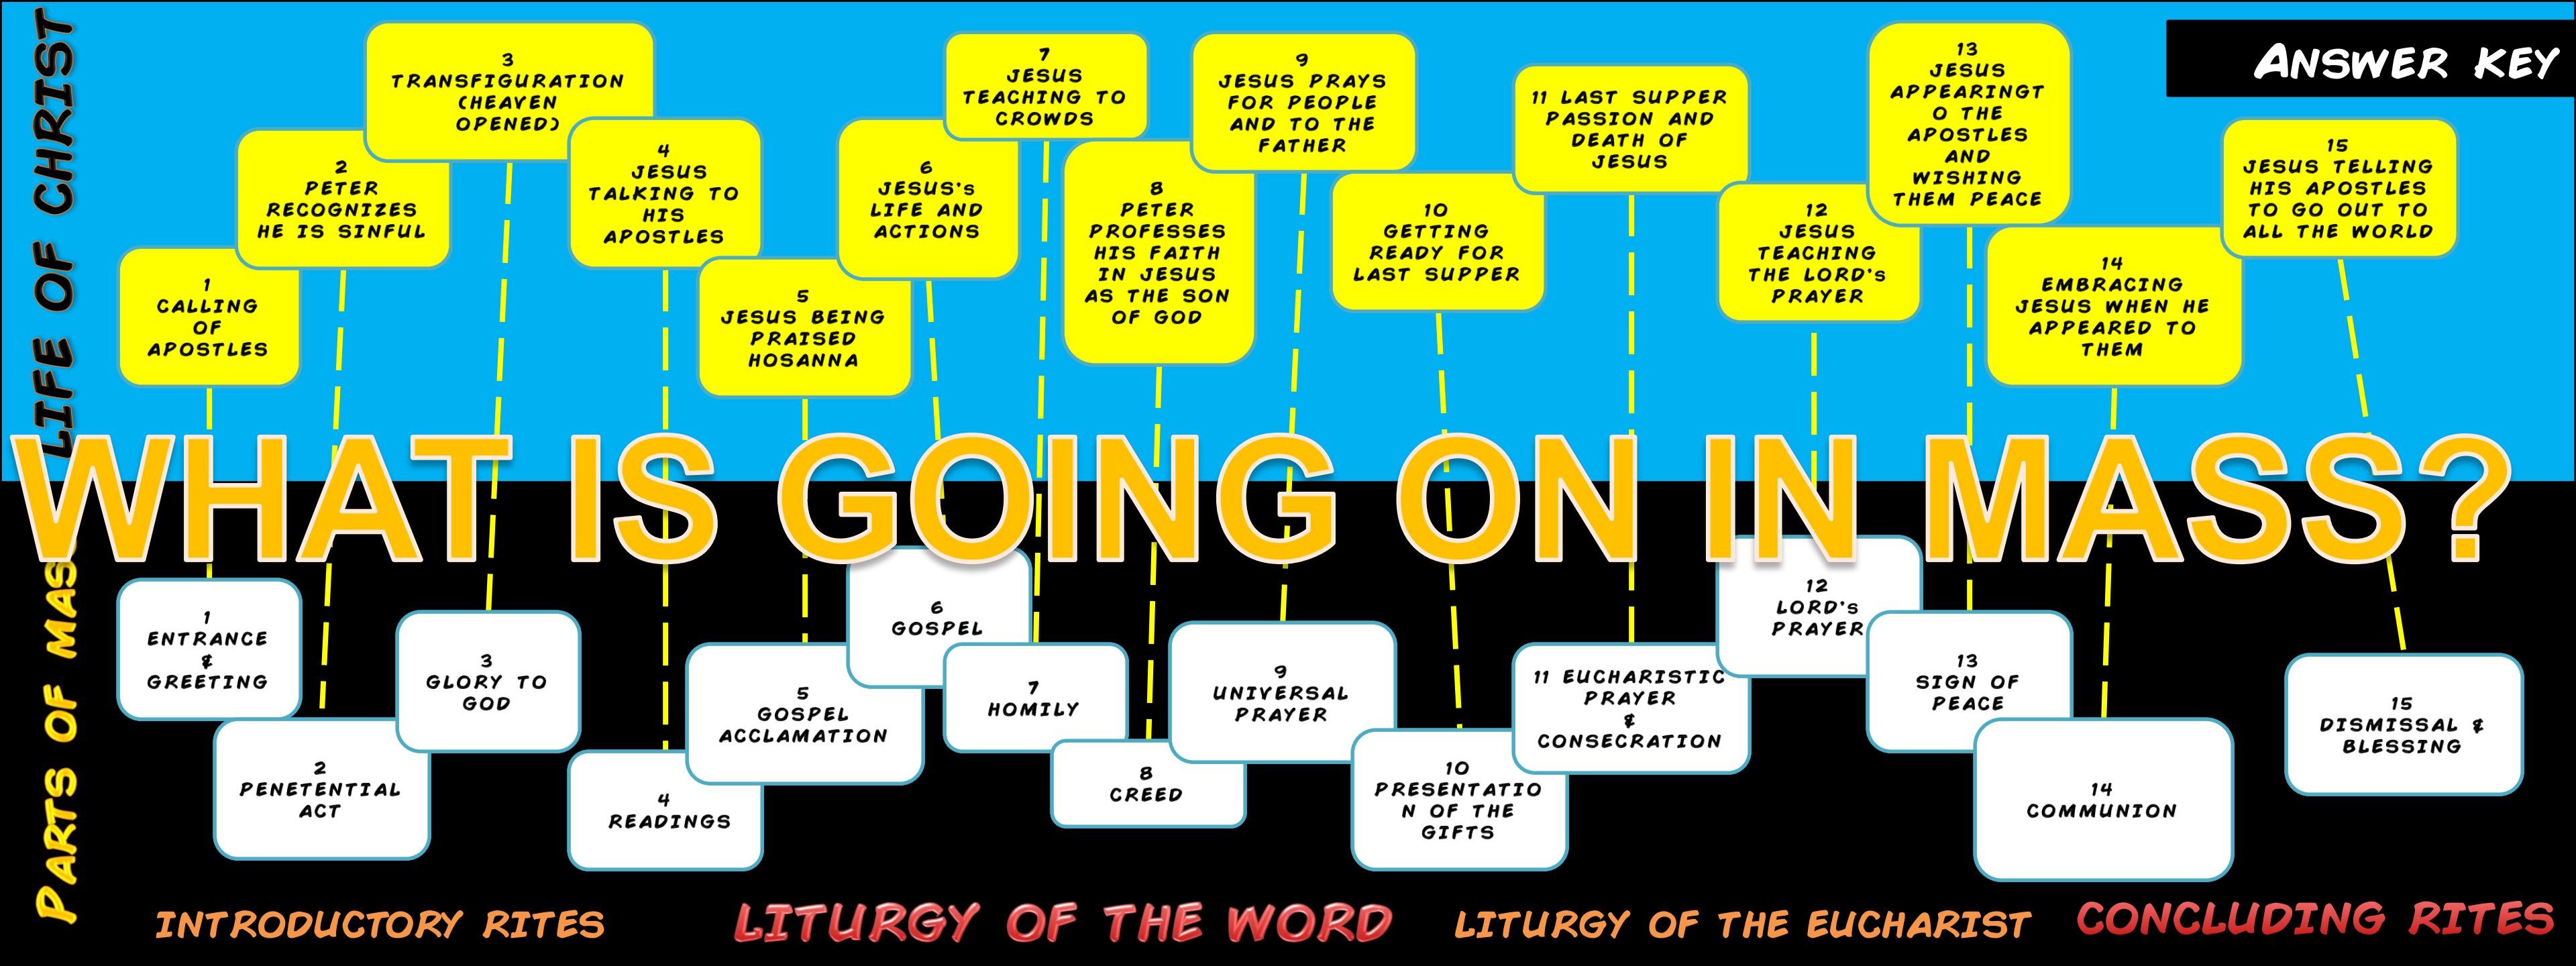 ANSWER KEY
LIFE OF CHRIST
1
CALLING
OF
APOSTLES
2
PETER
RECOGNIZES
HE IS SINFUL
3
TRANSFIGURATION
(HEAVEN
OPENED)
4
JESUS
TALKING TO
HIS
APOSTLES
5
JESUS BEING
PRAISED
HOSANNA
6
JESUS's
LIFE AND
ACTIONS
7
JESUS
TEACHING TO
CROWDS
8
PETER
PROFESSES
HIS FAITH
IN JESUS
AS THE SON
OF GOD
9
JESUS PRAYS
FOR PEOPLE
AND TO THE
FATHER
10
GETTING
READY FOR
LAST SUPPER
11 LAST SUPPER
PASSION AND
DEATH OF
JESUS
12
JESUS
TEACHING
THE LORD's
PRAYER
13
JESUS
APPEARINGT
O THE
APOSTLES
AND
WISHING
THEM PEACE
14
EMBRACING
JESUS WHEN HE
APPEARED TO
THEM
15
JESUS TELLING
HIS APOSTLES
TO GO OUT TO
ALL THE WORLD
WHAT IS GOING ON IN MASS?
PARTS OF MASS
1
ENTRANCE
&
GREETING
2
PENETENTIAL
ACT
3
GLORY TO
GOD
4
READINGS
5
GOSPEL
ACCLAMATION
6
GOSPEL
7
HOMILY
8
CREED
9
UNIVERSAL
PRAYER
10
PRESENTATIO
N OF THE
GIFTS
11 EUCHARISTIC
PRAYER
&
CONSECRATION
12
LORD's
PRAYER
13
SIGN OF
PEACE
14
COMMUNION
15
DISMISSAL &
BLESSING
INTRODUCTORY RITES
LITURGY OF THE WORD
LITURGY OF THE EUCHARIST
CONCLUDING RITES